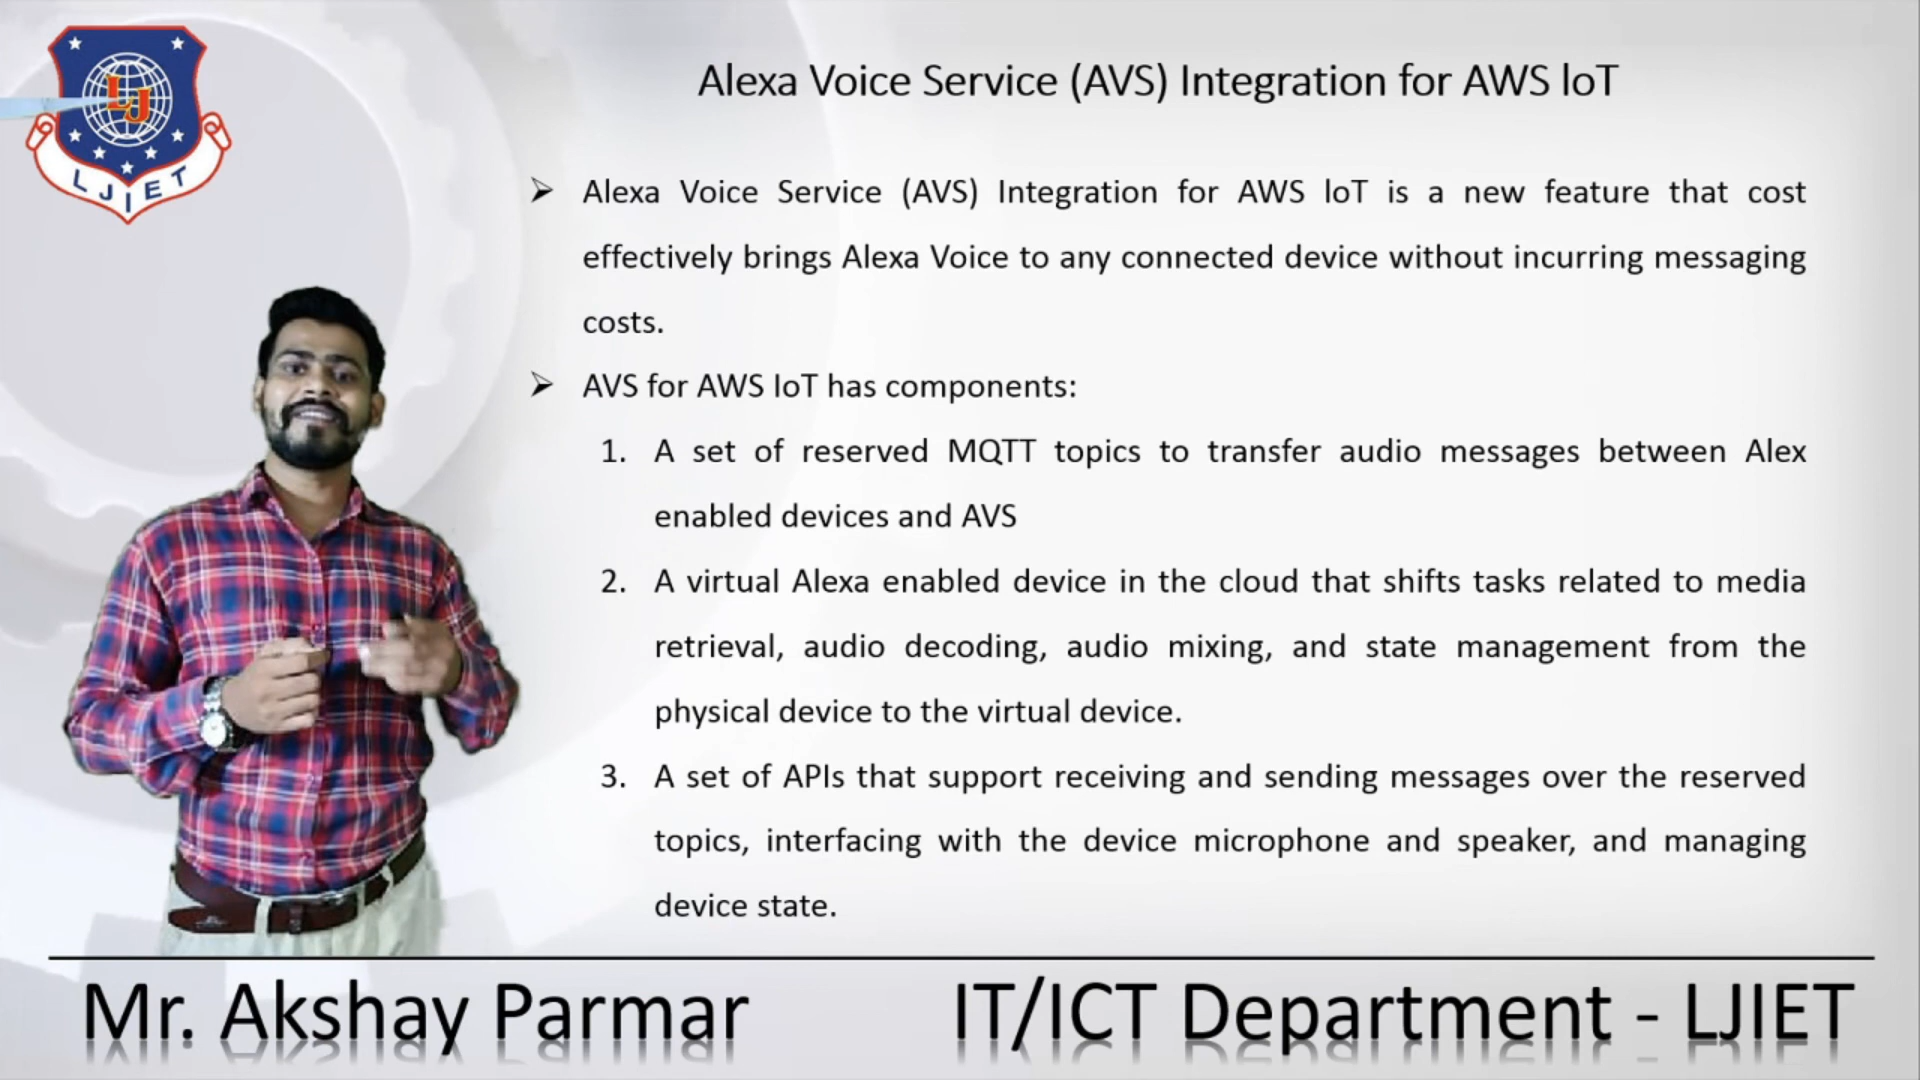 LJ
LJIET
Alexa Voice Service (AVS) Integration for AWS loT
➢ Alexa Voice Service (AVS) Integration for AWS loT is a new feature that cost
effectively brings Alexa Voice to any connected device without incurring messaging
costs.
➢ AVS for AWS IoT has components:
1. A set of reserved MQTT topics to transfer audio messages between Alex
enabled devices and AVS
2. A virtual Alexa enabled device in the cloud that shifts tasks related to media
retrieval, audio decoding, audio mixing, and state management from the
physical device to the virtual device.
3. A set of APIs that support receiving and sending messages over the reserved
topics, interfacing with the device microphone and speaker, and managing
device state.
Mr. Akshay Parmar
IT/ICT Department - LJIET